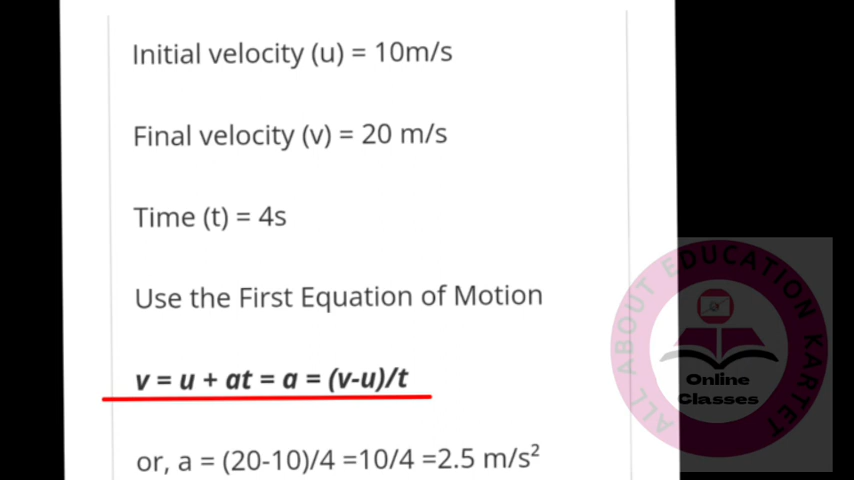 Initial velocity (u) = 10m/s
Final velocity (v) = 20 m/s
Time (t) = 4s
Use the First Equation of Motion
v = u + at = a = (v-u)/t
or, a = (20-10)/4 =10/4 =2.5 m/s²
ALL ABOUT EDUCATION KARTET
Online
Classes